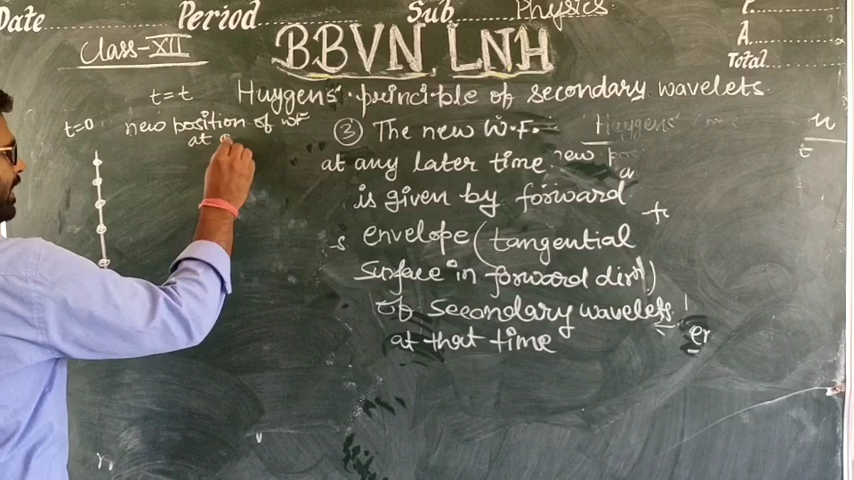 Date Period Sub Physics
P.
A.
Total
Class-XII
BBVN, LNH
t=t Huygens' principle of secondary wavelets
t=0 new position of WF
at
③ The new W.F.
at any later time
is given by forward
envelope (tangential
surface in forward dirn)
of secondary wavelets
at that time
Huygens'
new